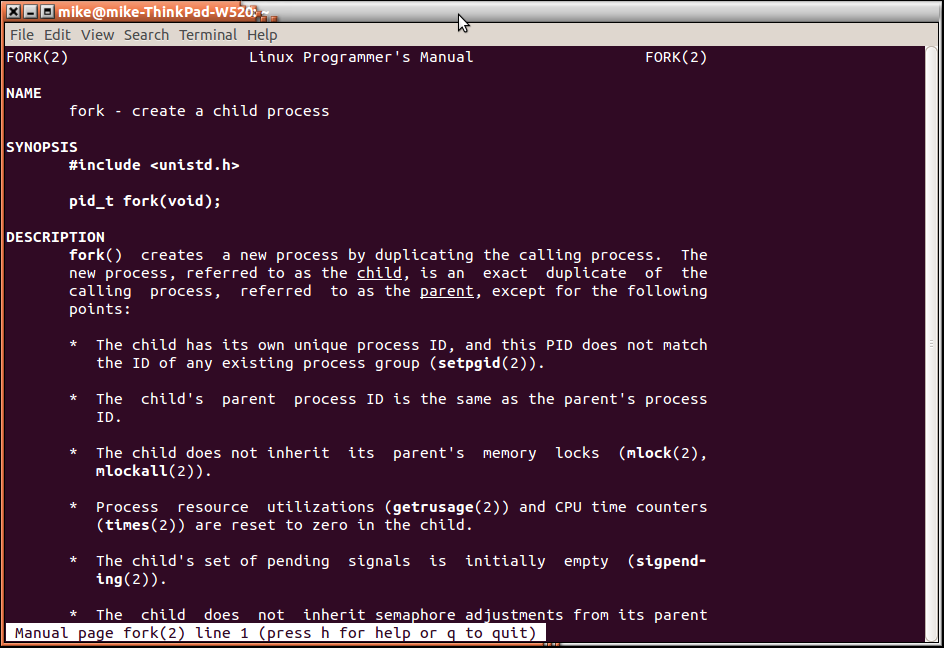 mike@mike-ThinkPad-W520: ~
File Edit View Search Terminal Help
FORK(2) Linux Programmer's Manual FORK(2)
NAME
fork - create a child process
SYNOPSIS
#include <unistd.h>
pid_t fork(void);
DESCRIPTION
fork() creates a new process by duplicating the calling process. The
new process, referred to as the child, is an exact duplicate of the
calling process, referred to as the parent, except for the following
points:
* The child has its own unique process ID, and this PID does not match
the ID of any existing process group (setpgid(2)).
* The child's parent process ID is the same as the parent's process
ID.
* The child does not inherit its parent's memory locks (mlock(2),
mlockall(2)).
* Process resource utilizations (getrusage(2)) and CPU time counters
(times(2)) are reset to zero in the child.
* The child's set of pending signals is initially empty (sigpend-
ing(2)).
* The child does not inherit semaphore adjustments from its parent
Manual page fork(2) line 1 (press h for help or q to quit)